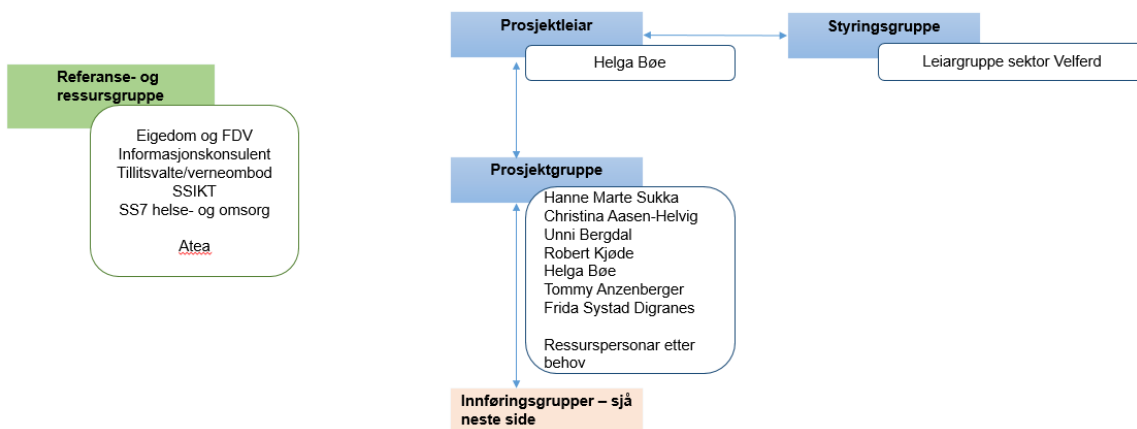 Prosjektleiar
Helga Bøe
Styringsgruppe
Leiargruppe sektor Velferd
Referanse- og
ressursgruppe
Eigedom og FDV
Informasjonskonsulent
Tillitsvalte/verneombod
SSIKT
SS7 helse- og omsorg
Atea
Prosjektgruppe
Hanne Marte Sukka
Christina Aasen-Helvig
Unni Bergdal
Robert Kjøde
Helga Bøe
Tommy Anzenberger
Frida Systad Digranes
Ressurspersonar etter
behov
Innføringsgrupper – sjå
neste side